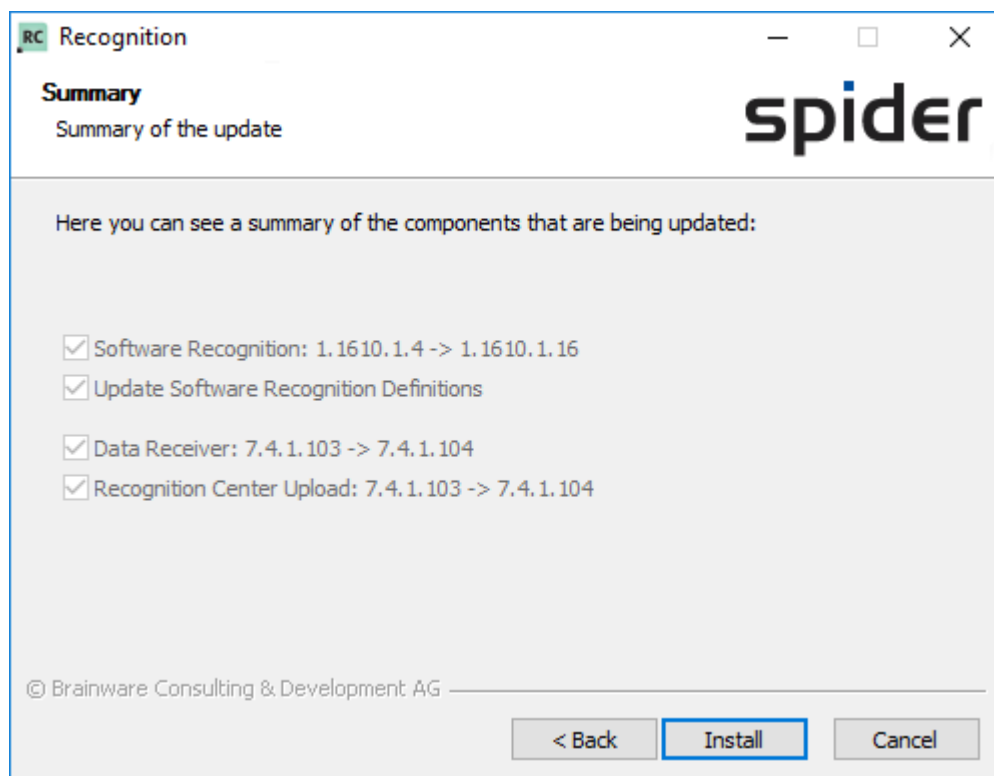 RC Recognition
Summary
Summary of the update
spider
Here you can see a summary of the components that are being updated:
Software Recognition: 1.1610.1.4 -> 1.1610.1.16
Update Software Recognition Definitions
Data Receiver: 7.4.1.103 -> 7.4.1.104
Recognition Center Upload: 7.4.1.103 -> 7.4.1.104
© Brainware Consulting & Development AG
< Back Install Cancel